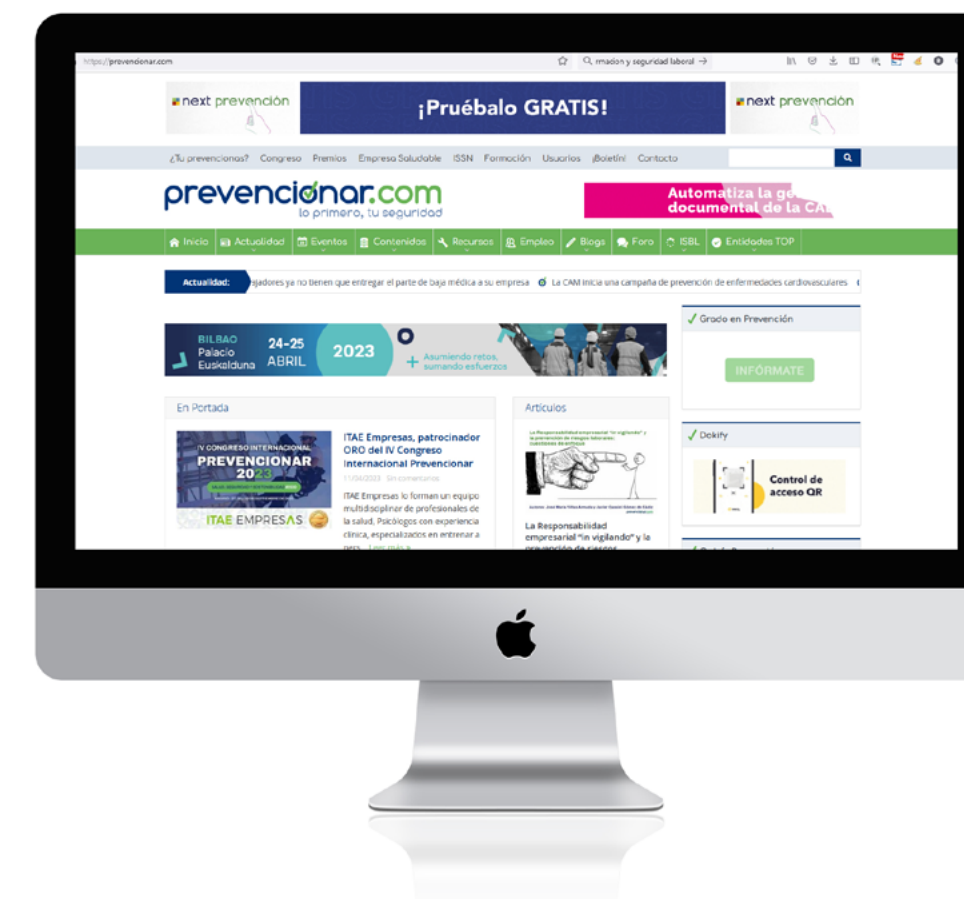 https://prevencionar.com
rmacion y seguridad laboral
next prevención
¡Pruébalo GRATIS!
next prevención
¿Tu prevencionas? Congreso Premios Empresa Saludable ISSN Formación Usuarios ¡Boletín! Contacto
prevencionar.com
lo primero, tu seguridad
Automatiza la ge
documental de la CA
Inicio Actualidad Eventos Contenidos Recursos Empleo Blogs Foro ISBL Entidades TOP
Actualidad: ajadores ya no tienen que entregar el parte de baja médica a su empresa La CAM inicia una campaña de prevención de enfermedades cardiovasculares
BILBAO
Palacio
Euskalduna
24-25
ABRIL
2023
Asumiendo retos,
sumando esfuerzos
Grado en Prevención
INFÓRMATE
En Portada
IV CONGRESO INTERNACIONAL
PREVENCIONAR
2023
ITAE EMPRESAS
ITAE Empresas, patrocinador
ORO del IV Congreso
Internacional Prevencionar
11/04/2023 Sin comentarios
ITAE Empresas lo forman un equipo
multidisciplinar de profesionales de
la salud, Psicólogos con experiencia
clínica, especializados en entrenar a
pers... Leer más »
Artículos
La Responsabilidad empresarial "in vigilando" y
la prevención de riesgos laborales:
cuestiones de enfoque
La Responsabilidad
empresarial "in vigilando" y la
prevención de riesgos
Dokify
Control de
acceso QR